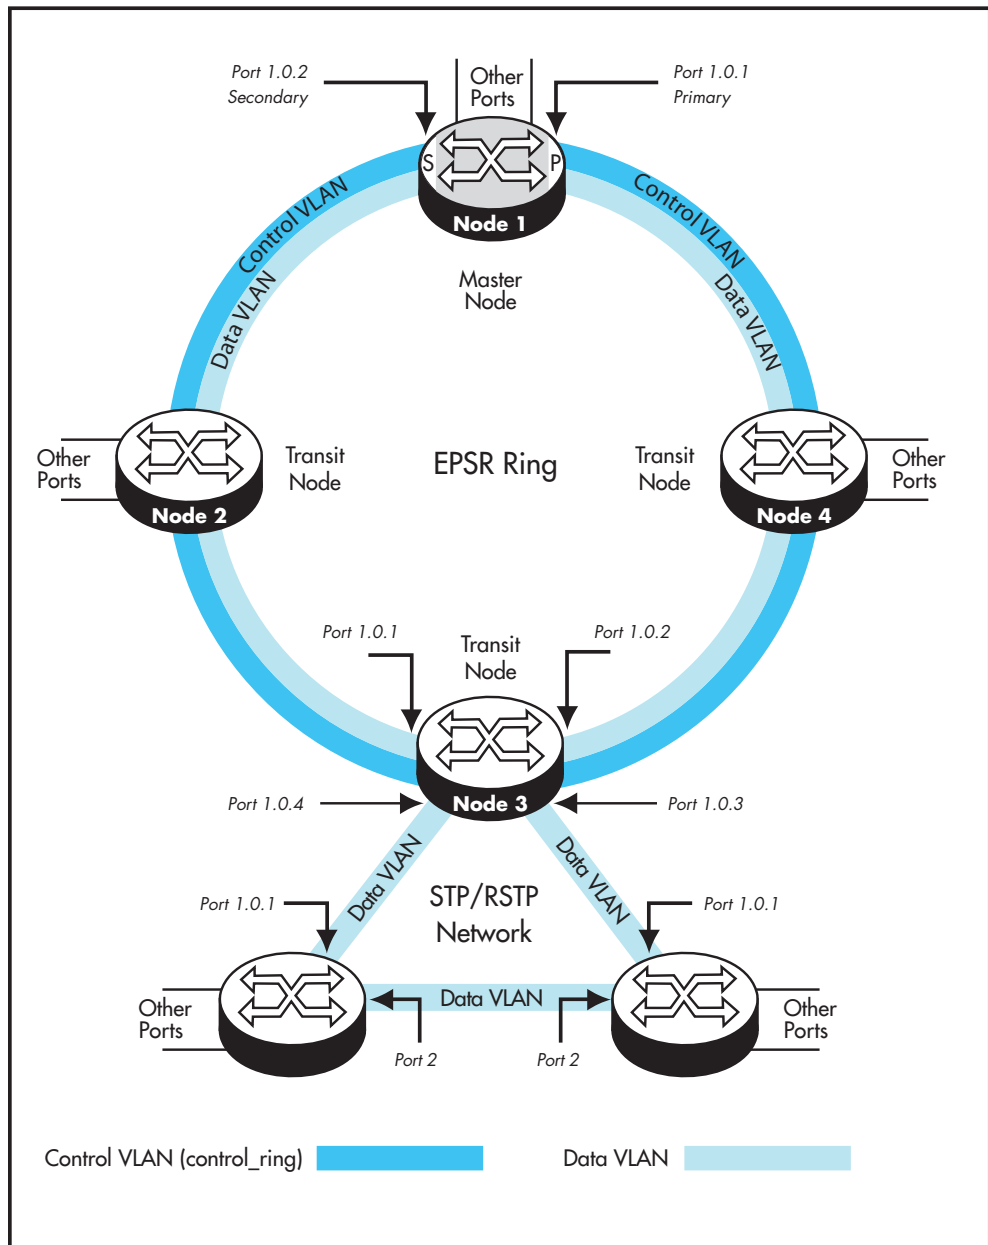 Port 1.0.2
Secondary
Other
Ports
Port 1.0.1
Primary
S
P
Node 1
Control VLAN
Data VLAN
Control VLAN
Data VLAN
Master
Node
Other
Ports
Node 2
Transit
Node
EPSR Ring
Transit
Node
Node 4
Other
Ports
Port 1.0.1
Transit
Node
Port 1.0.2
Node 3
Port 1.0.4
Port 1.0.3
Data VLAN
Data VLAN
STP/RSTP
Network
Port 1.0.1
Port 1.0.1
Other
Ports
Data VLAN
Other
Ports
Port 2
Port 2
Control VLAN (control_ring)
Data VLAN